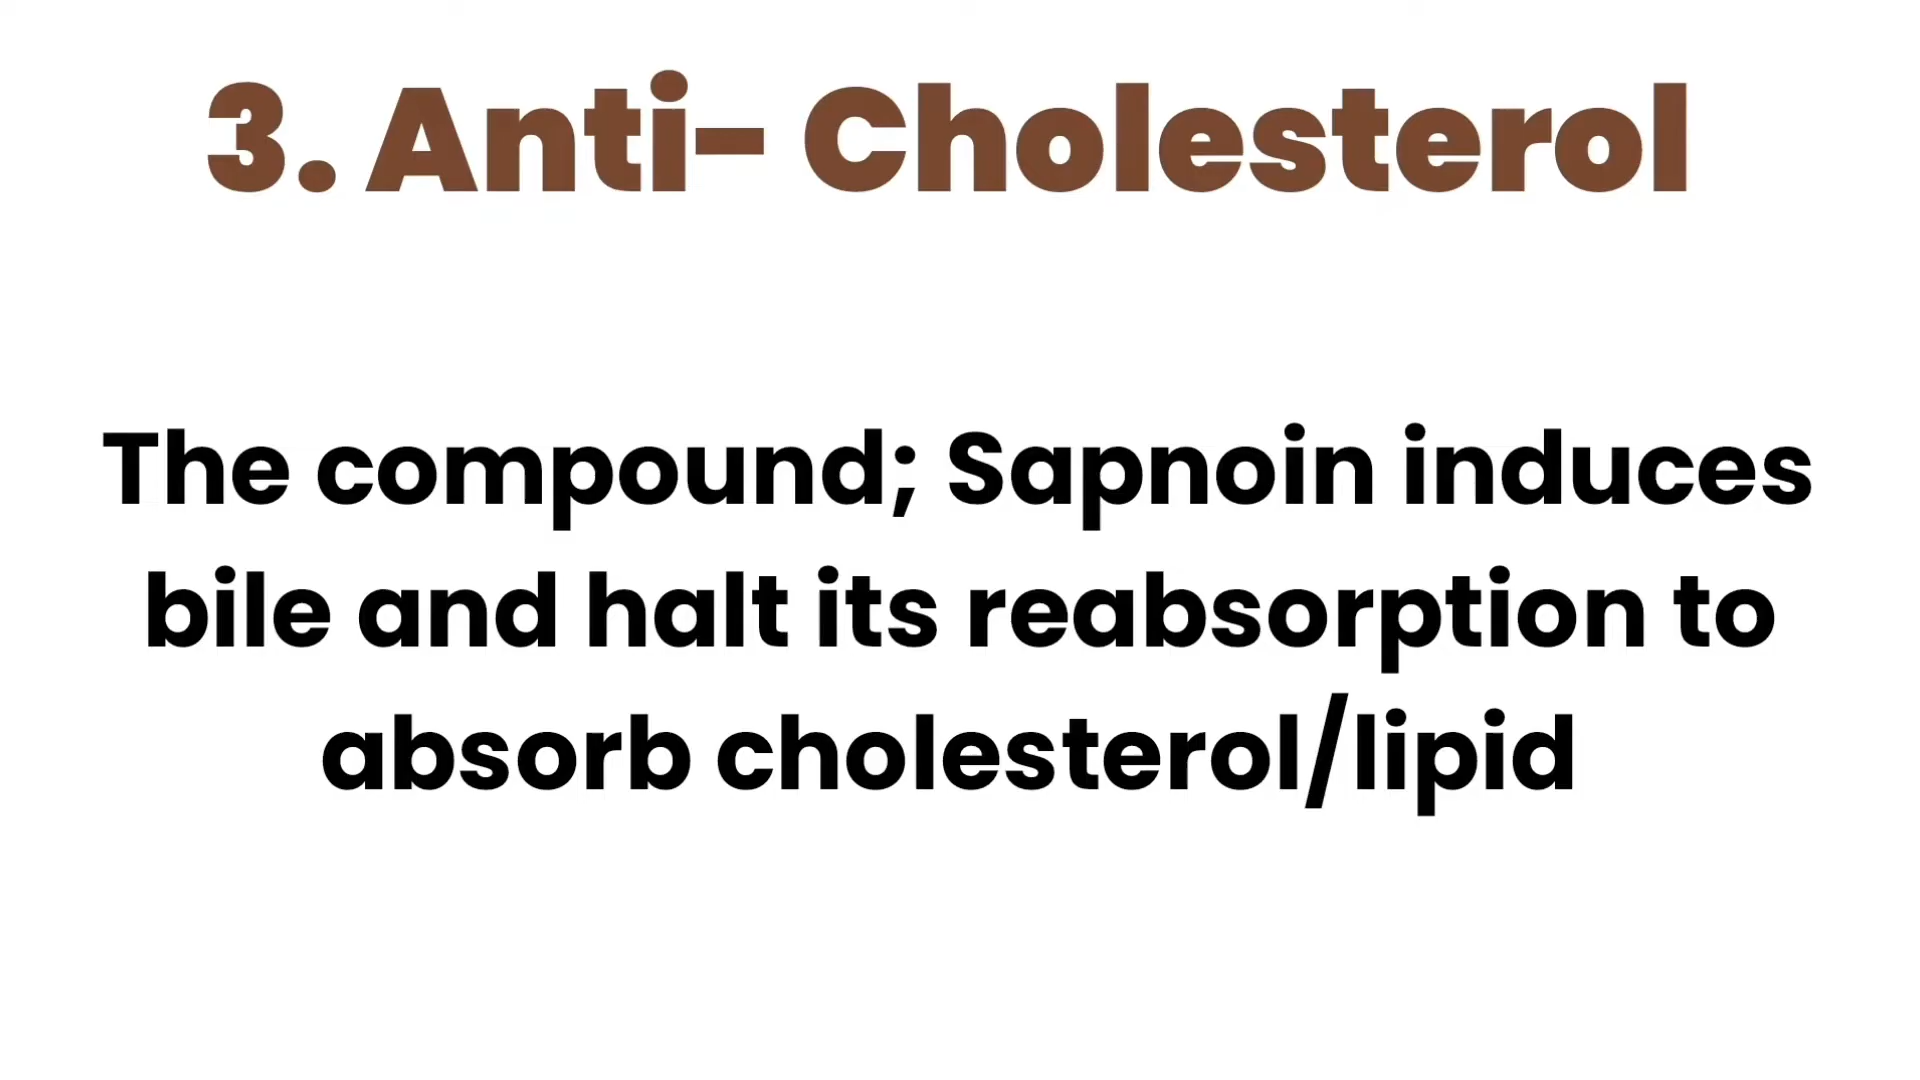 3. Anti- Cholesterol
The compound; Sapnoin induces
bile and halt its reabsorption to
absorb cholesterol/lipid